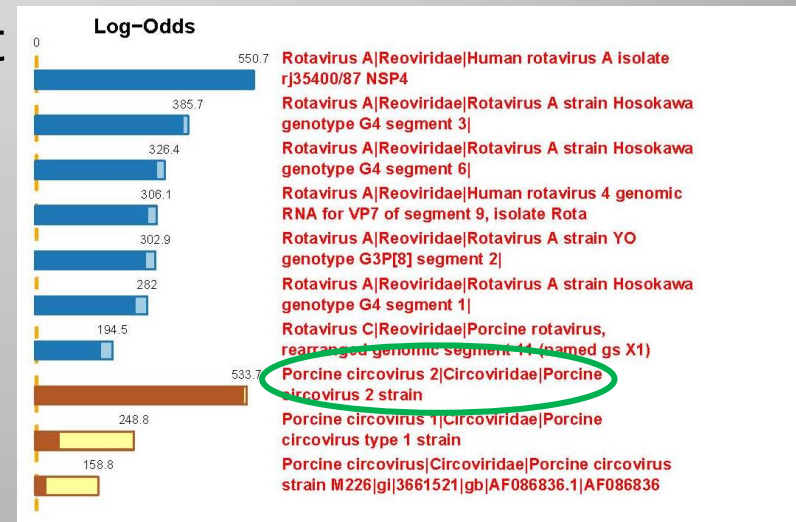 t
Log−Odds
0
550.7
Rotavirus A|Reoviridae|Human rotavirus A isolate
rj35400/87 NSP4
385.7
Rotavirus A|Reoviridae|Rotavirus A strain Hosokawa
genotype G4 segment 3|
326.4
Rotavirus A|Reoviridae|Rotavirus A strain Hosokawa
genotype G4 segment 6|
306.1
Rotavirus A|Reoviridae|Human rotavirus 4 genomic
RNA for VP7 of segment 9, isolate Rota
302.9
Rotavirus A|Reoviridae|Rotavirus A strain YO
genotype G3P[8] segment 2|
282
Rotavirus A|Reoviridae|Rotavirus A strain Hosokawa
genotype G4 segment 1|
194.5
Rotavirus C|Reoviridae|Porcine rotavirus,
rearranged genomic segment 11 (named gs X1)
533.7
Porcine circovirus 2|Circoviridae|Porcine
circovirus 2 strain
248.8
Porcine circovirus 1|Circoviridae|Porcine
circovirus type 1 strain
158.8
Porcine circovirus|Circoviridae|Porcine circovirus
strain M226|gi|3661521|gb|AF086836.1|AF086836